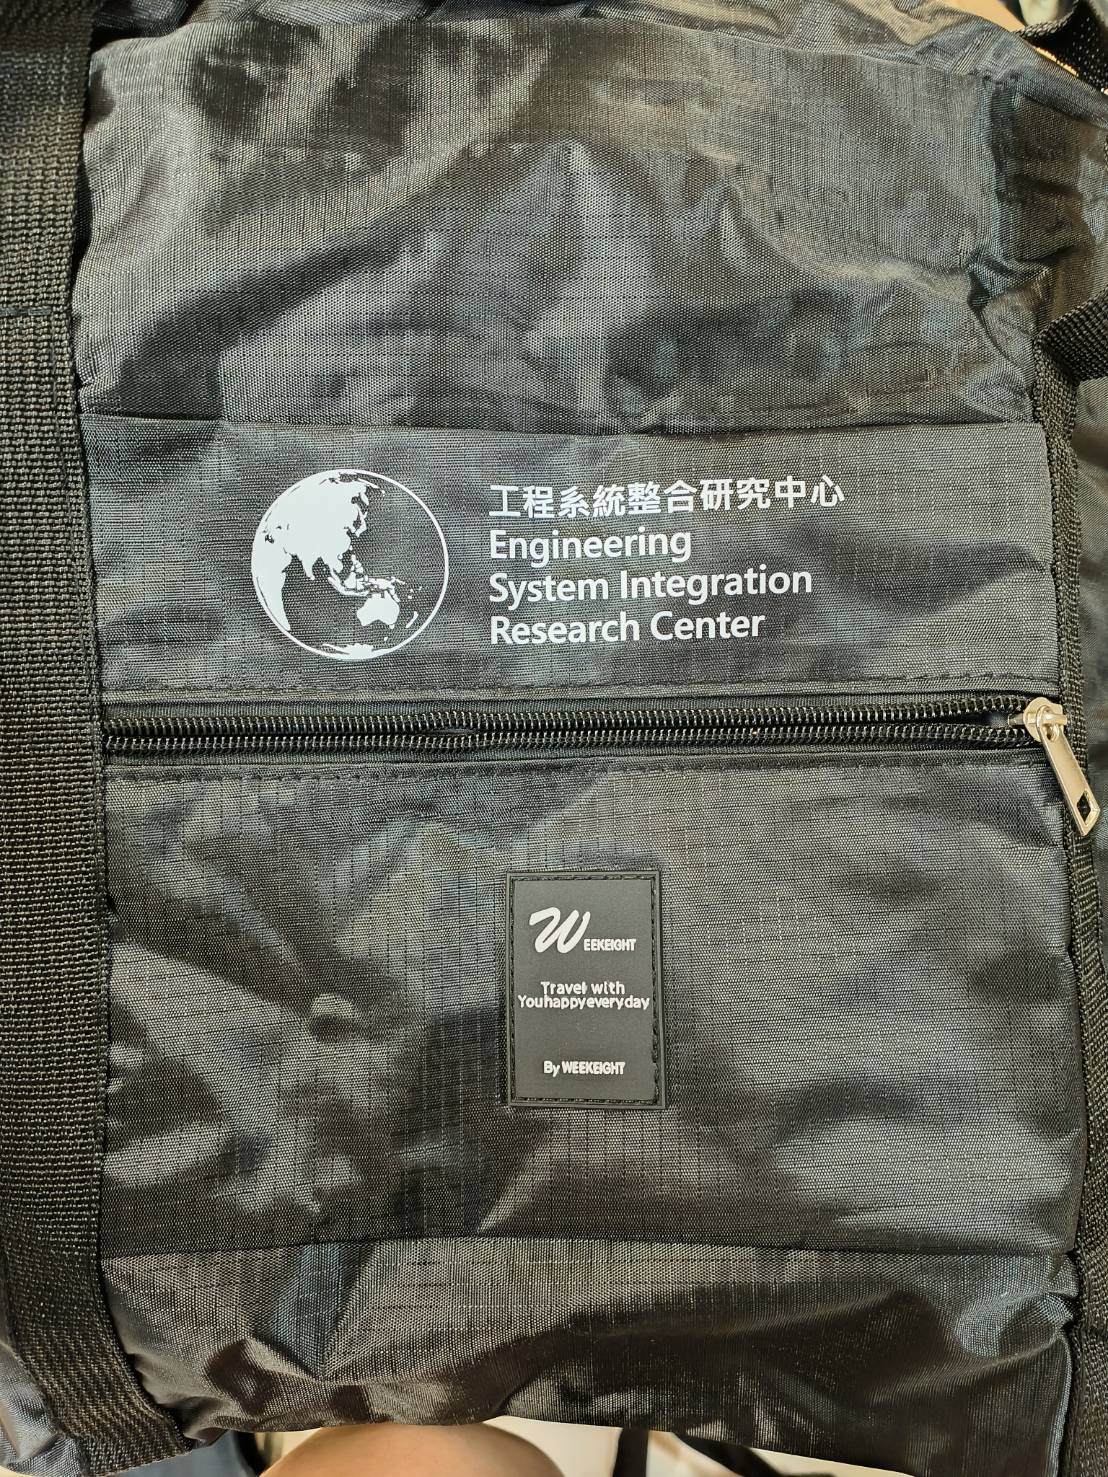 工程系統整合研究中心
Engineering
System Integration
Research Center
WEEKEIGHT
Travel with
Youhappyeveryday
By WEEKEIGHT